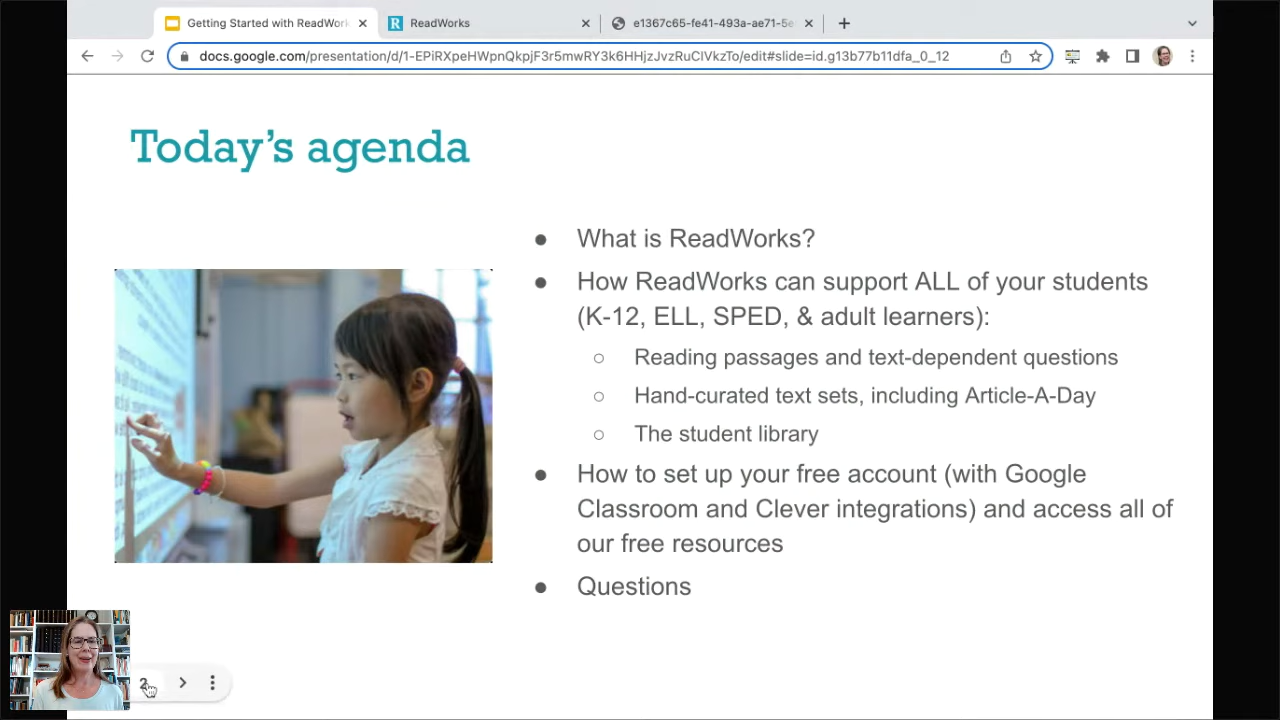 Getting Started with ReadWork
ReadWorks
e1367c65-fe41-493a-ae71-5e
docs.google.com/presentation/d/1-EPiRXpeHWpnQkpjF3r5mwRY3k6HHjzJvzRuClVkzTo/edit#slide=id.g13b77b11dfa_0_12
Today's agenda
● What is ReadWorks?
● How ReadWorks can support ALL of your students
(K-12, ELL, SPED, & adult learners):
○ Reading passages and text-dependent questions
○ Hand-curated text sets, including Article-A-Day
○ The student library
● How to set up your free account (with Google
Classroom and Clever integrations) and access all of
our free resources
● Questions
2